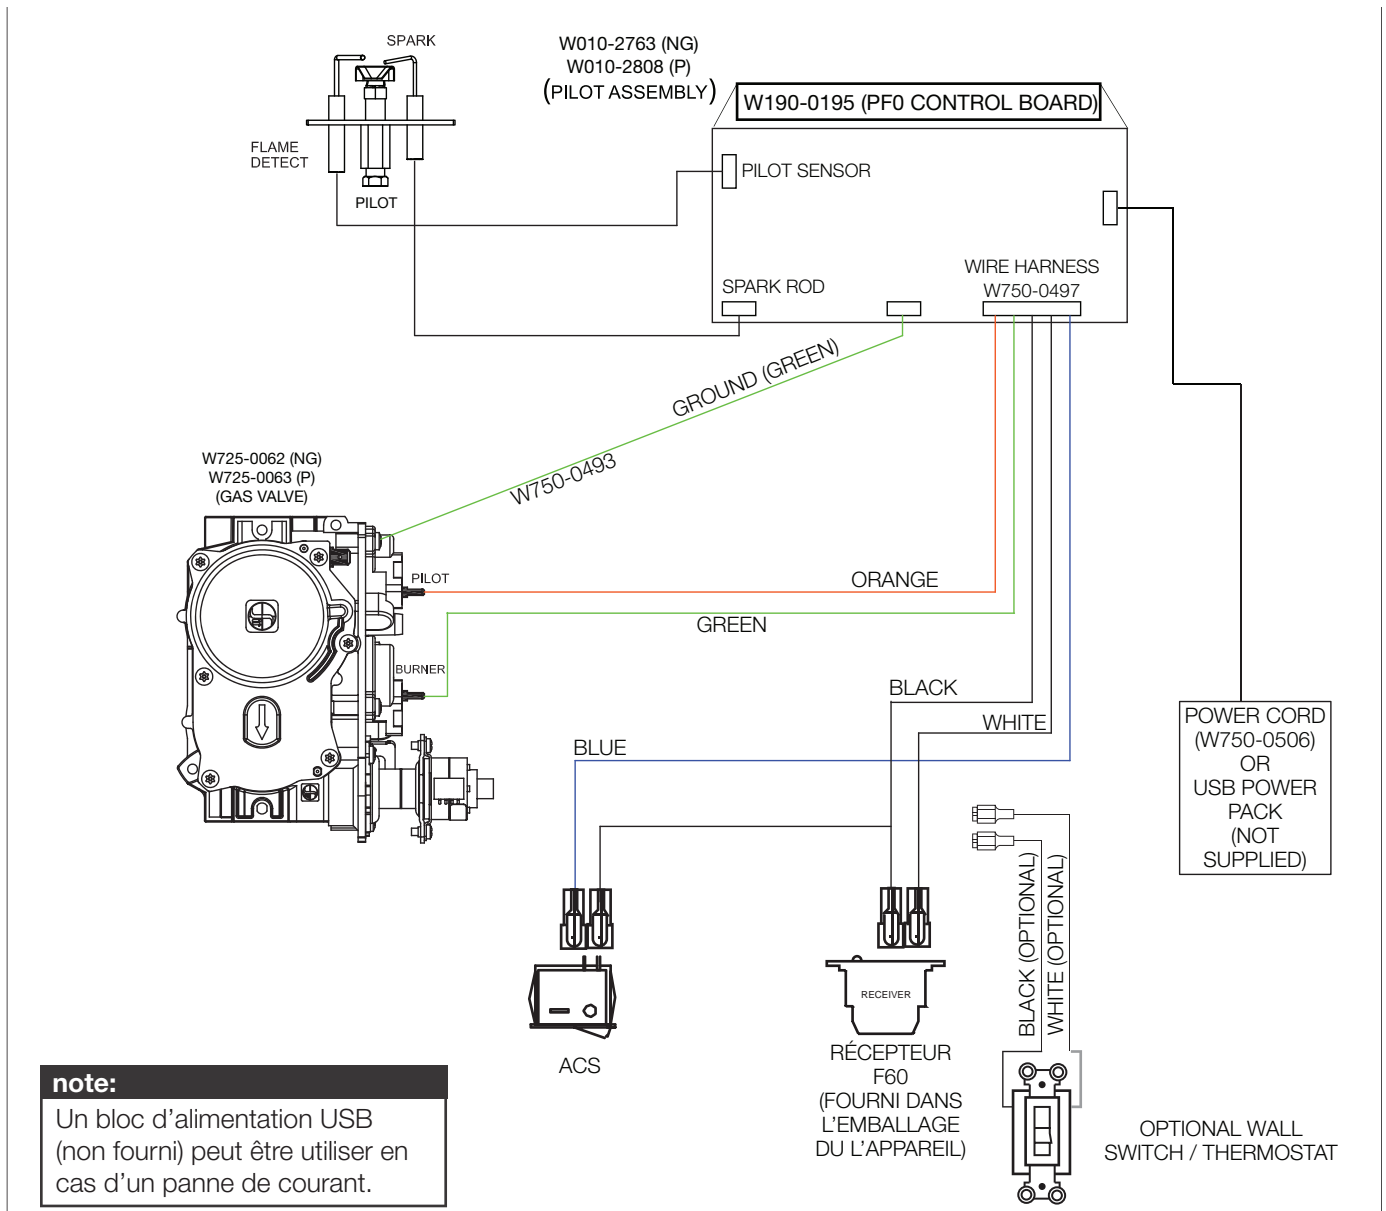 SPARK
W010-2763 (NG)
W010-2808 (P)
(PILOT ASSEMBLY)
W190-0195 (PF0 CONTROL BOARD)
FLAME
DETECT
PILOT
PILOT SENSOR
SPARK ROD
WIRE HARNESS
W750-0497
GROUND (GREEN)
W750-0493
W725-0062 (NG)
W725-0063 (P)
(GAS VALVE)
PILOT
ORANGE
GREEN
BURNER
BLACK
WHITE
BLUE
POWER CORD
(W750-0506)
OR
USB POWER
PACK
(NOT
SUPPLIED)
BLACK (OPTIONAL)
WHITE (OPTIONAL)
RECEIVER
ACS
RÉCEPTEUR
F60
(FOURNI DANS
L'EMBALLAGE
DU L'APPAREIL)
OPTIONAL WALL
SWITCH / THERMOSTAT
note:
Un bloc d'alimentation USB
(non fourni) peut être utiliser en
cas d'un panne de courant.